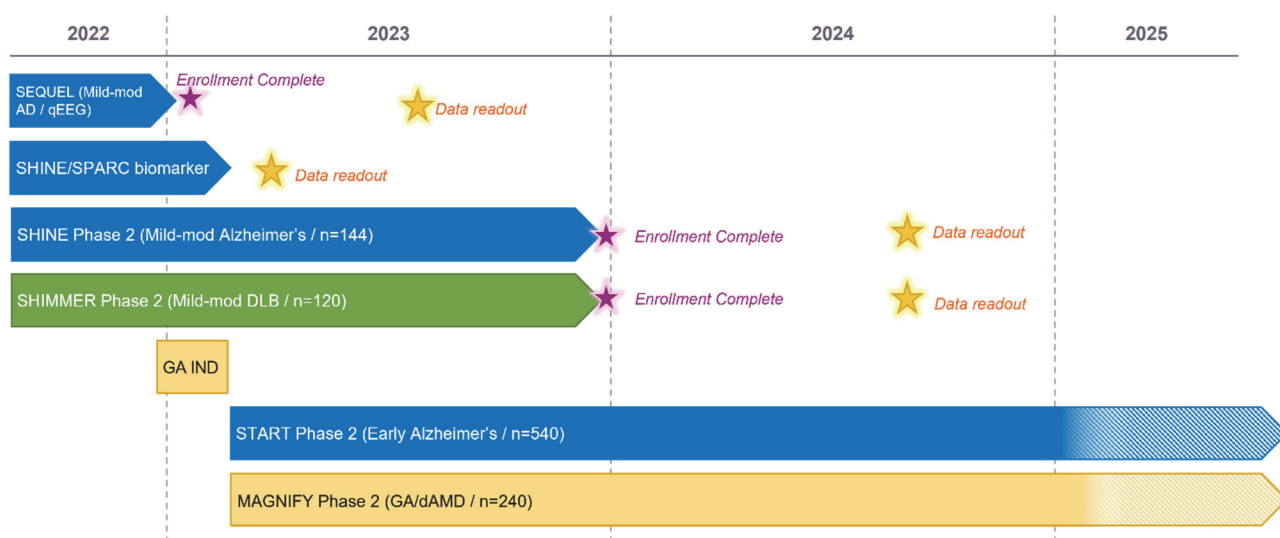 2022
2023
2024
2025
SEQUEL (Mild-mod
AD / qEEG)
Enrollment Complete
Data readout
SHINE/SPARC biomarker
Data readout
SHINE Phase 2 (Mild-mod Alzheimer's / n=144)
Enrollment Complete
Data readout
SHIMMER Phase 2 (Mild-mod DLB / n=120)
Enrollment Complete
Data readout
GA IND
START Phase 2 (Early Alzheimer's / n=540)
MAGNIFY Phase 2 (GA/dAMD / n=240)